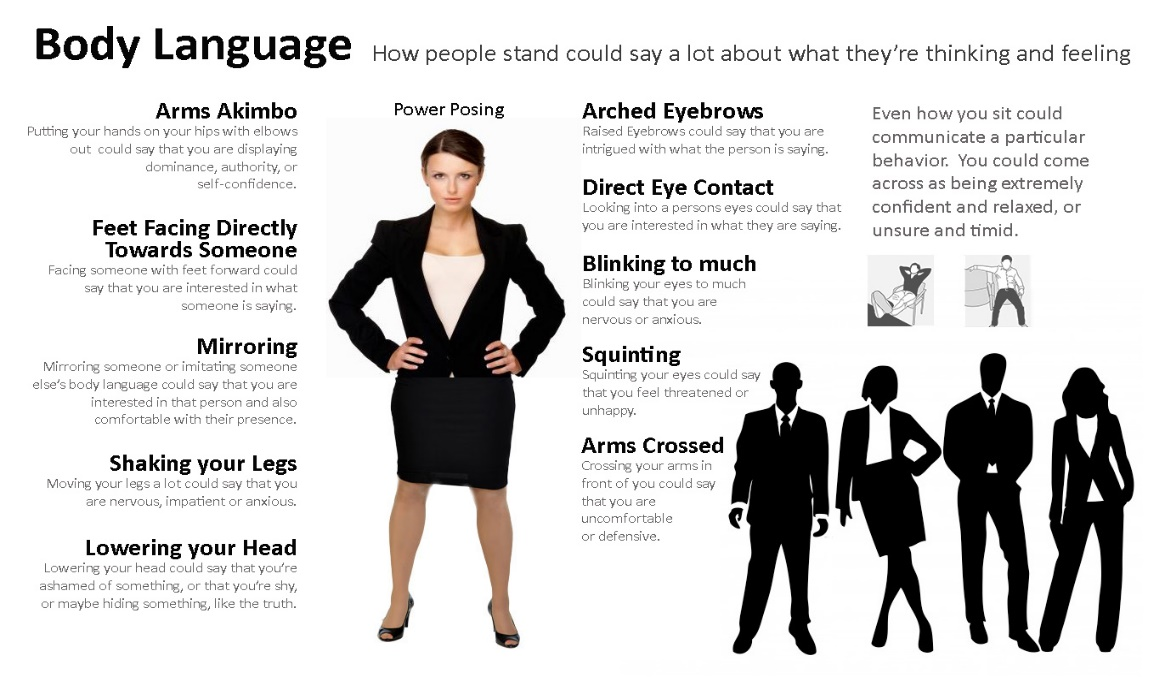 Body Language How people stand could say a lot about what they're thinking and feeling
Arms Akimbo
Putting your hands on your hips with elbows
out could say that you are displaying
dominance, authority, or
self-confidence.
Feet Facing Directly
Towards Someone
Facing someone with feet forward could
say that you are interested in what
someone is saying.
Mirroring
Mirroring someone or imitating someone
else's body language could say that you are
interested in that person and also
comfortable with their presence.
Shaking your Legs
Moving your legs a lot could say that you
are nervous, impatient or anxious.
Lowering your Head
Lowering your head could say that you're
ashamed of something, or that you're shy,
or maybe hiding something, like the truth.
Power Posing
Arched Eyebrows
Raised Eyebrows could say that you are
intrigued with what the person is saying.
Direct Eye Contact
Looking into a persons eyes could say that
you are interested in what they are saying.
Blinking to much
Blinking your eyes to much
could say that you are
nervous or anxious.
Squinting
Squinting your eyes could say
that you feel threatened or
unhappy.
Arms Crossed
Crossing your arms in
front of you could say
that you are
uncomfortable
or defensive.
Even how you sit could
communicate a particular
behavior. You could come
across as being extremely
confident and relaxed, or
unsure and timid.